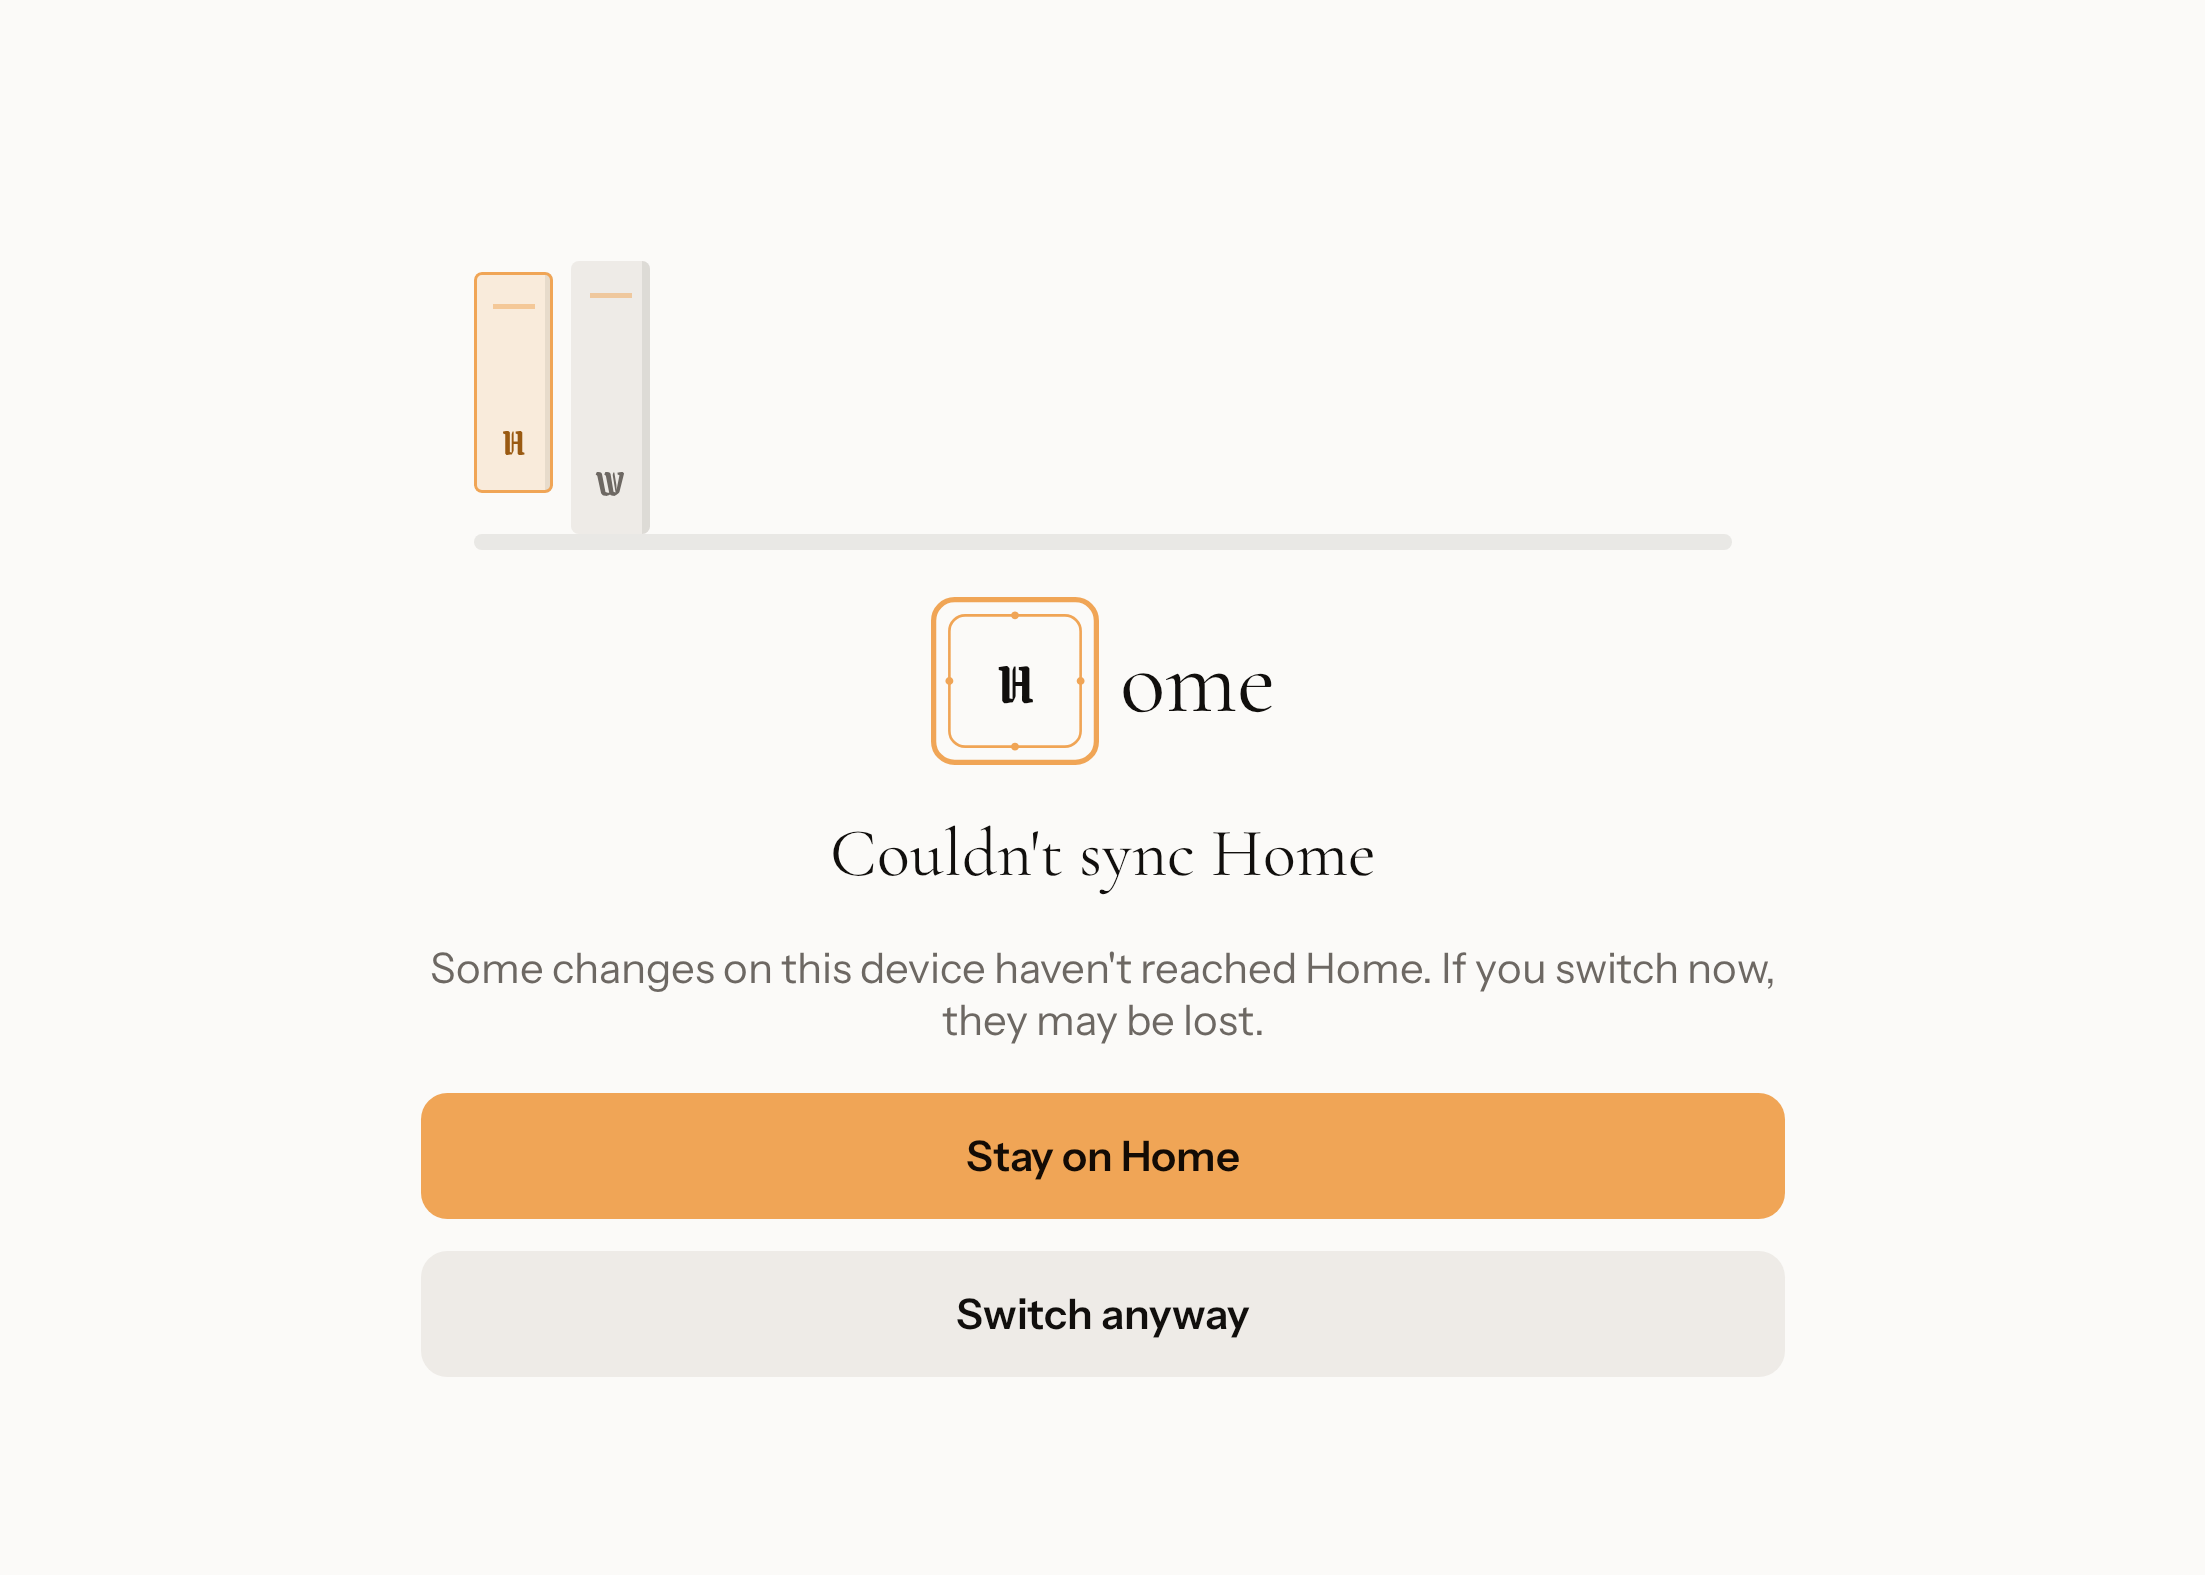 H
W
Home
Couldn't sync Home
Some changes on this device haven't reached Home. If you switch now,
they may be lost.
Stay on Home
Switch anyway